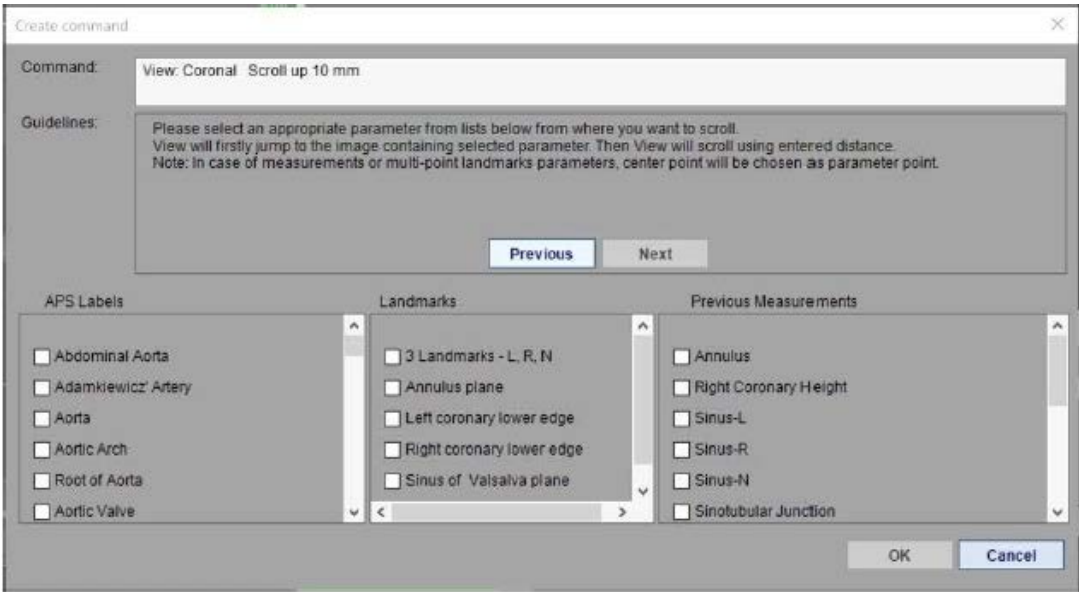 Create command
Command:
View: Coronal Scroll up 10 mm
Guidelines:
Please select an appropriate parameter from lists below from where you want to scroll.
View will firstly jump to the image containing selected parameter. Then View will scroll using entered distance.
Note: In case of measurements or multi-point landmarks parameters, center point will be chosen as parameter point.
Previous
Next
APS Labels
Abdominal Aorta
Adamkiewicz' Artery
Aorta
Aortic Arch
Root of Aorta
Aortic Valve
Landmarks
3 Landmarks - L, R, N
Annulus plane
Left coronary lower edge
Right coronary lower edge
Sinus of Valsalva plane
Previous Measurements
Annulus
Right Coronary Height
Sinus-L
Sinus-R
Sinus-N
Sinotubular Junction
OK
Cancel